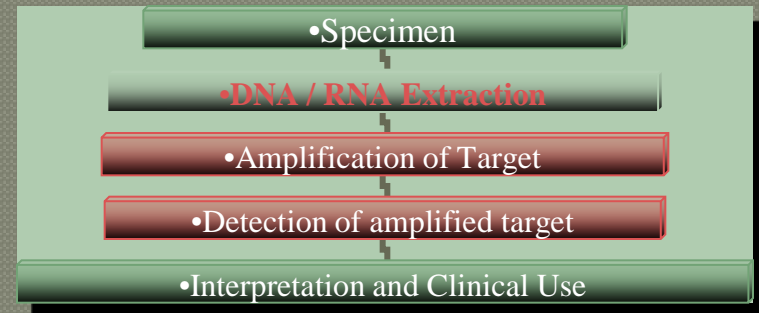 •Specimen
•DNA / RNA Extraction
•Amplification of Target
•Detection of amplified target
•Interpretation and Clinical Use